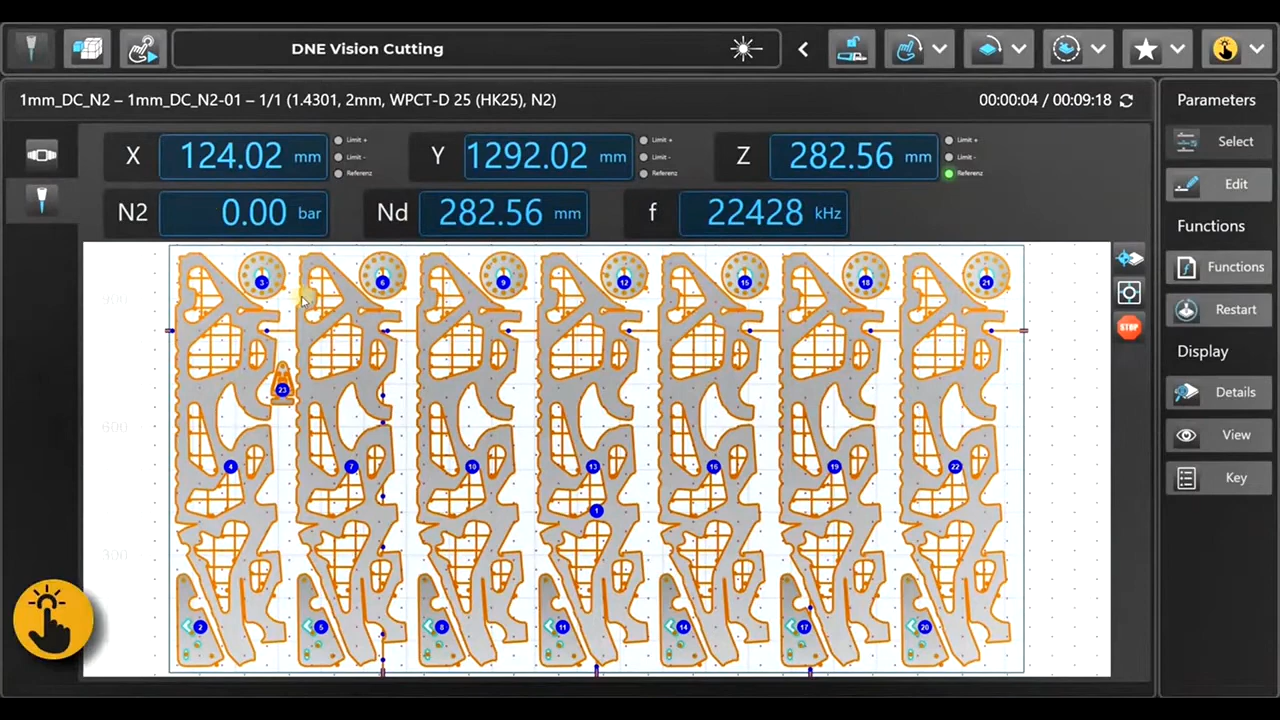 DNE Vision Cutting
1mm_DC_N2 – 1mm_DC_N2-01 – 1/1 (1.4301, 2mm, WPCT-D 25 (HK25), N2)
00:00:04 / 00:09:18
Parameters
X 124.02 mm
Limit +
Limit -
Referenz
Y 1292.02 mm
Limit +
Limit -
Referenz
Z 282.56 mm
Limit +
Limit -
Referenz
Select
N2 0.00 bar
Nd 282.56 mm
f 22428 kHz
Edit
Functions
Functions
Restart
Display
Details
View
Key
STOP
3 6 9 12 15 18 21
900
23
600
4 7 10 13 16 19 22
1
300
2 5 8 11 14 17 20